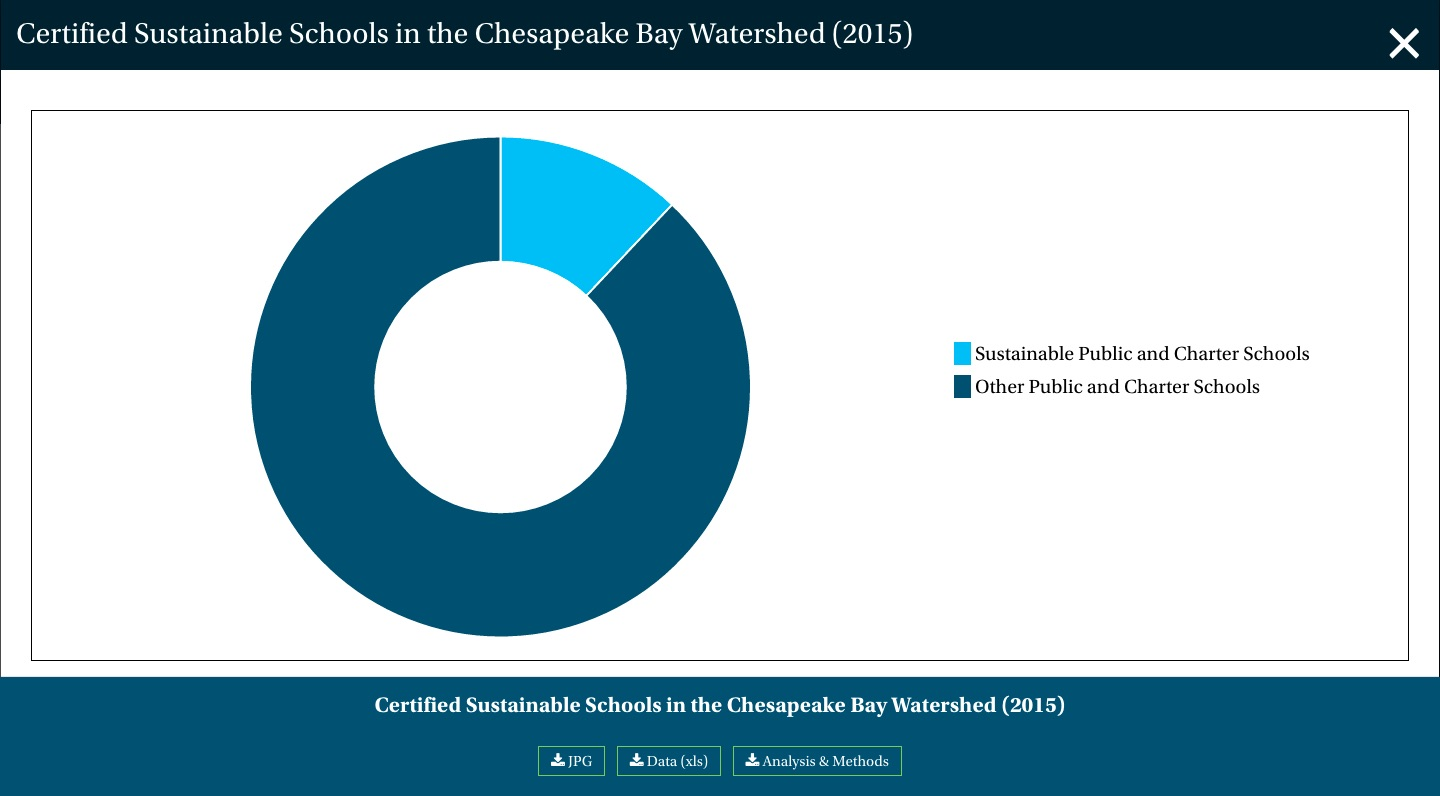 Certified Sustainable Schools in the Chesapeake Bay Watershed (2015)
Sustainable Public and Charter Schools
Other Public and Charter Schools
Certified Sustainable Schools in the Chesapeake Bay Watershed (2015)
JPG
Data (xls)
Analysis & Methods